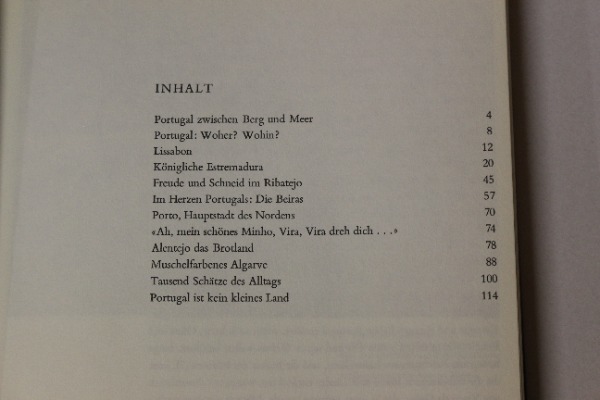 INHALT
Portugal zwischen Berg und Meer 4
Portugal: Woher? Wohin? 8
Lissabon 12
Königliche Estremadura 20
Freude und Schneid im Ribatejo 45
Im Herzen Portugals: Die Beiras 57
Porto, Hauptstadt des Nordens 70
«Ah, mein schönes Minho, Vira, Vira dreh dich . . .» 74
Alentejo das Brotland 78
Muschelfarbenes Algarve 88
Tausend Schätze des Alltags 100
Portugal ist kein kleines Land 114